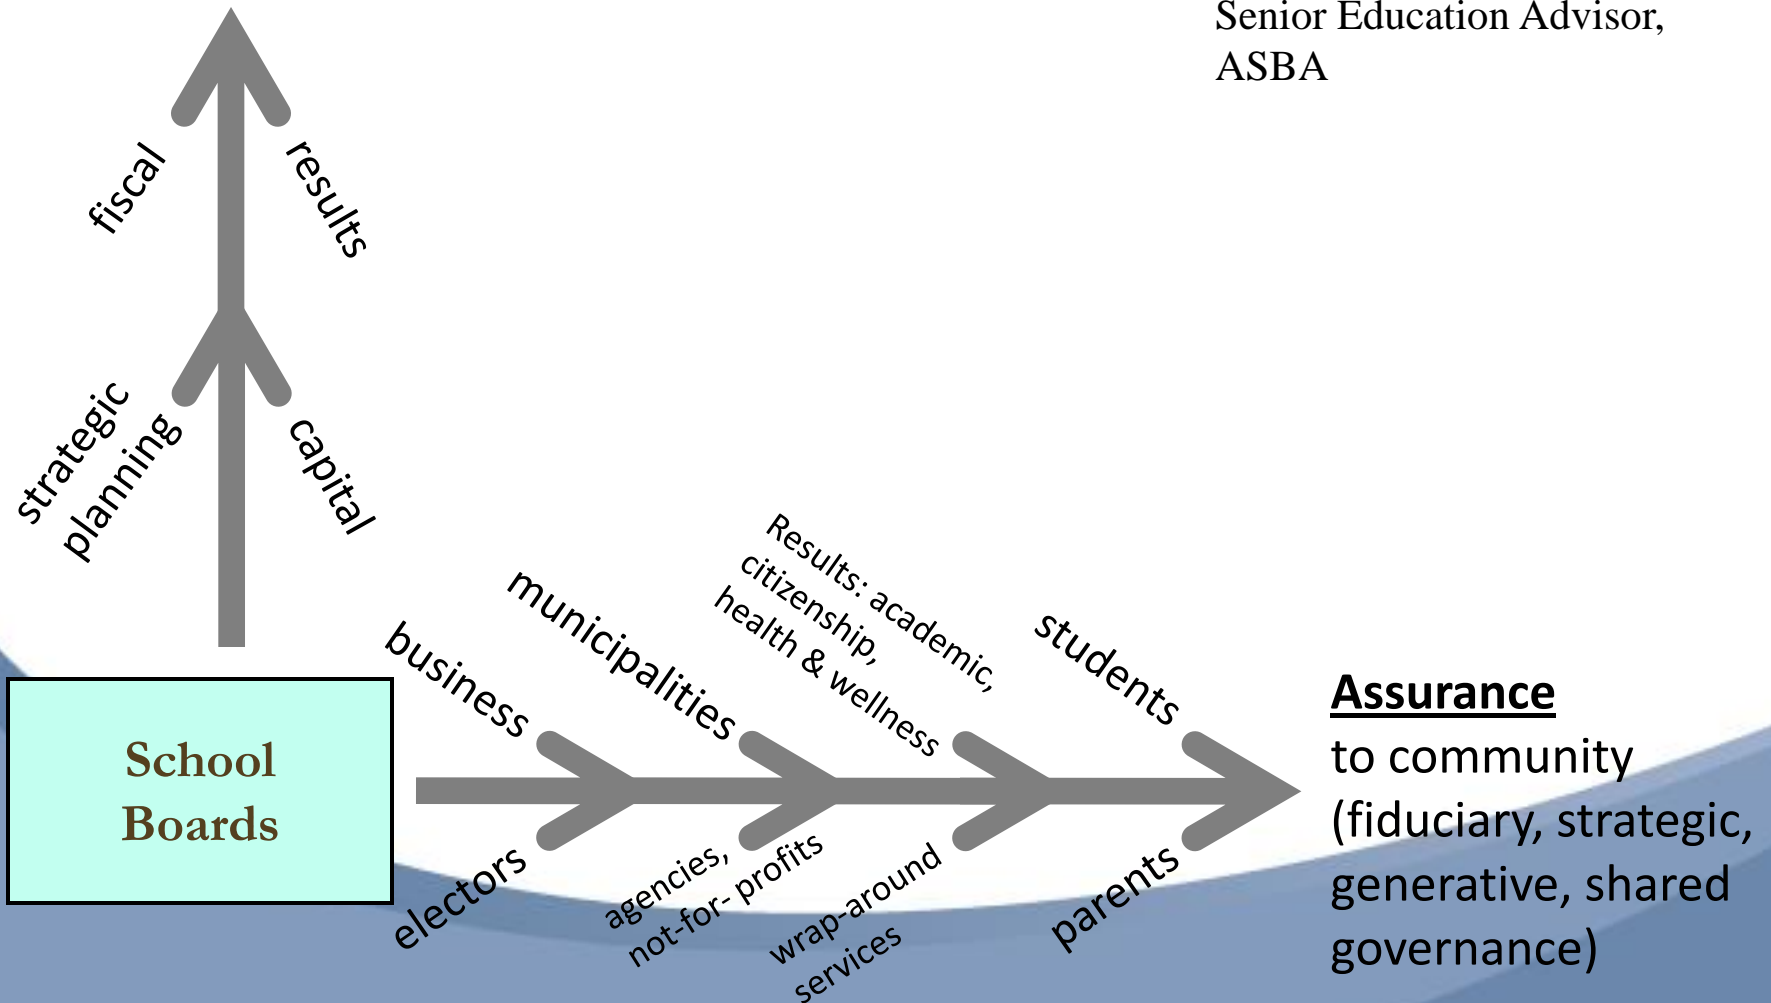 Senior Education Advisor,
ASBA
fiscal
results
strategic
planning
capital
business
municipalities
Results: academic,
citizenship,
health & wellness
students
School
Boards
electors
agencies,
not-for- profits
wrap-around
services
parents
Assurance
to community
(fiduciary, strategic,
generative, shared
governance)